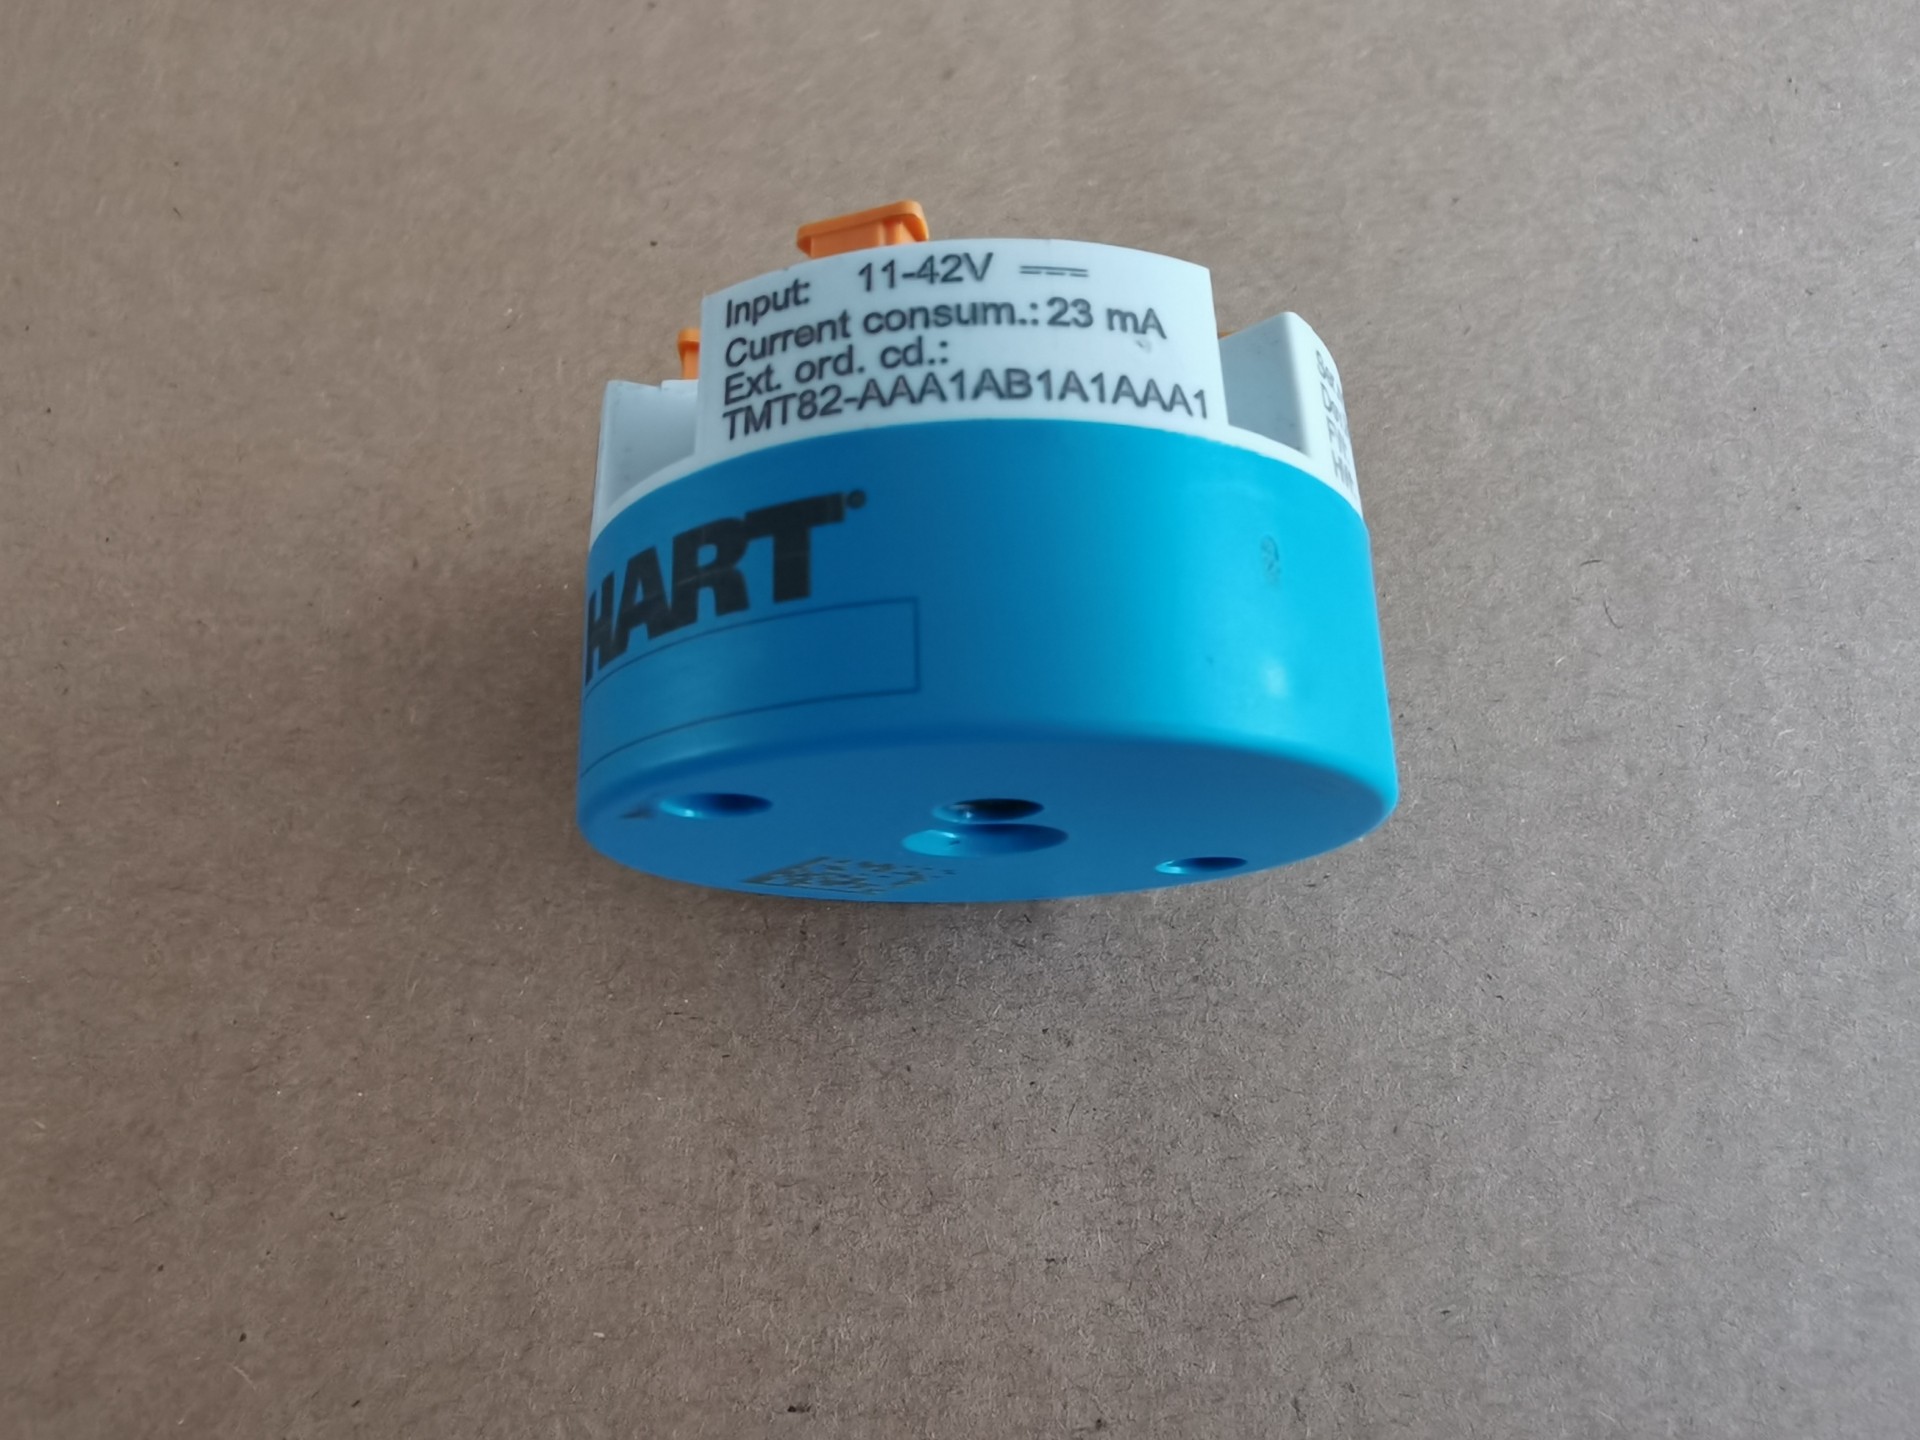 Input: 11-42V ⎓
Current consum.: 23 mA
Ext. ord. cd.:
TMT82-AAA1AB1A1AAA1
HART®